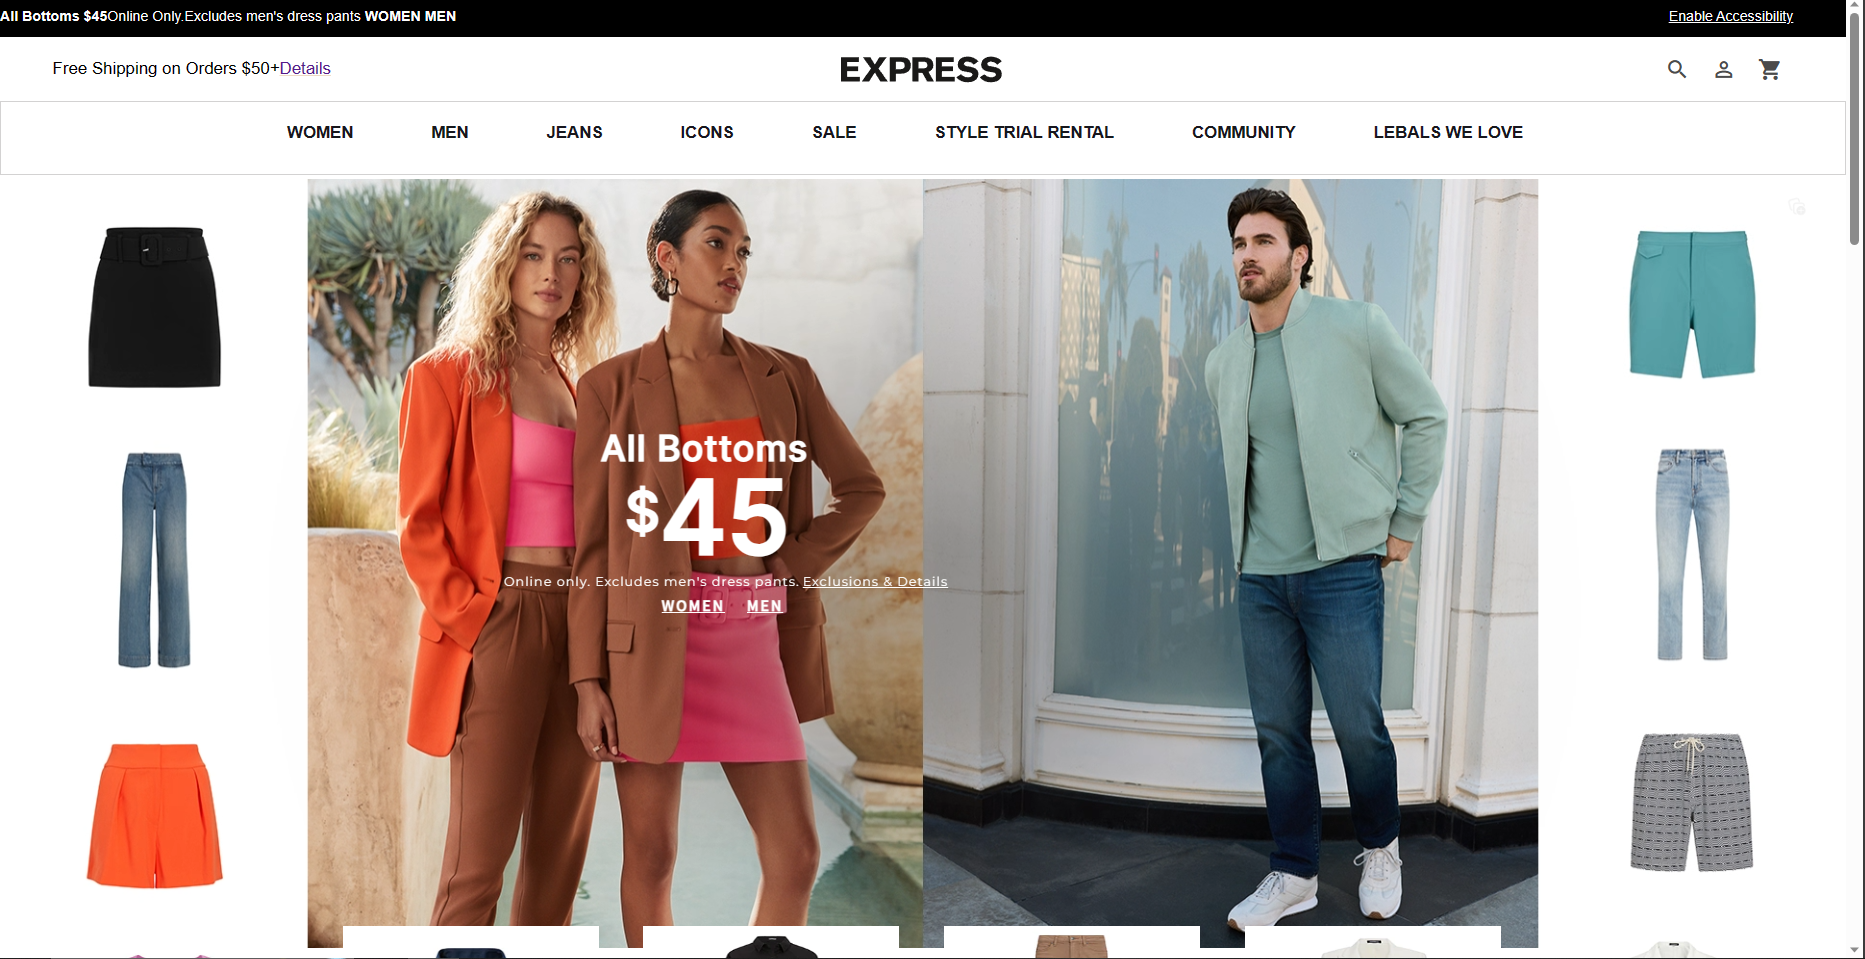 All Bottoms $45Online Only.Excludes men's dress pants WOMEN MEN
Enable Accessibility
Free Shipping on Orders $50+Details
EXPRESS
WOMEN
MEN
JEANS
ICONS
SALE
STYLE TRIAL RENTAL
COMMUNITY
LEBALS WE LOVE
All Bottoms
$45
Online only. Excludes men's dress pants. Exclusions & Details
WOMEN MEN